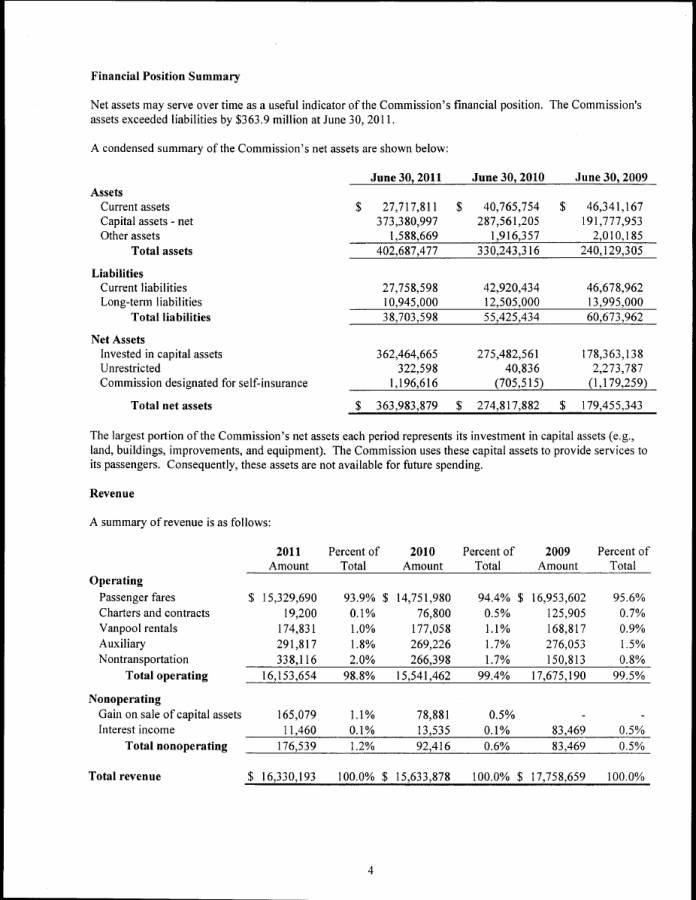 Financial Position Summary
Net assets may serve over time as a useful indicator of the Commission's financial position. The Commission's
assets exceeded liabilities by $363.9 million at June 30, 2011.
A condensed summary of the Commission's net assets are shown below:
June 30, 2011 June 30, 2010 June 30, 2009
Assets
Current assets $ 27,717,811 $ 40,765,754 $ 46,341,167
Capital assets - net 373,380,997 287,561,205 191,777,953
Other assets 1,588,669 1,916,357 2,010,185
Total assets 402,687,477 330,243,316 240,129,305
Liabilities
Current liabilities 27,758,598 42,920,434 46,678,962
Long-term liabilities 10,945,000 12,505,000 13,995,000
Total liabilities 38,703,598 55,425,434 60,673,962
Net Assets
Invested in capital assets 362,464,665 275,482,561 178,363,138
Unrestricted 322,598 40,836 2,273,787
Commission designated for self-insurance 1,196,616 (705,515) (1,179,259)
Total net assets $ 363,983,879 $ 274,817,882 $ 179,455,343
The largest portion of the Commission's net assets each period represents its investment in capital assets (e.g.,
land, buildings, improvements, and equipment). The Commission uses these capital assets to provide services to
its passengers. Consequently, these assets are not available for future spending.
Revenue
A summary of revenue is as follows:
2011 Percent of 2010 Percent of 2009 Percent of
Amount Total Amount Total Amount Total
Operating
Passenger fares $ 15,329,690 93.9% $ 14,751,980 94.4% $ 16,953,602 95.6%
Charters and contracts 19,200 0.1% 76,800 0.5% 125,905 0.7%
Vanpool rentals 174,831 1.0% 177,058 1.1% 168,817 0.9%
Auxiliary 291,817 1.8% 269,226 1.7% 276,053 1.5%
Nontransportation 338,116 2.0% 266,398 1.7% 150,813 0.8%
Total operating 16,153,654 98.8% 15,541,462 99.4% 17,675,190 99.5%
Nonoperating
Gain on sale of capital assets 165,079 1.1% 78,881 0.5% - -
Interest income 11,460 0.1% 13,535 0.1% 83,469 0.5%
Total nonoperating 176,539 1.2% 92,416 0.6% 83,469 0.5%
Total revenue $ 16,330,193 100.0% $ 15,633,878 100.0% $ 17,758,659 100.0%
4